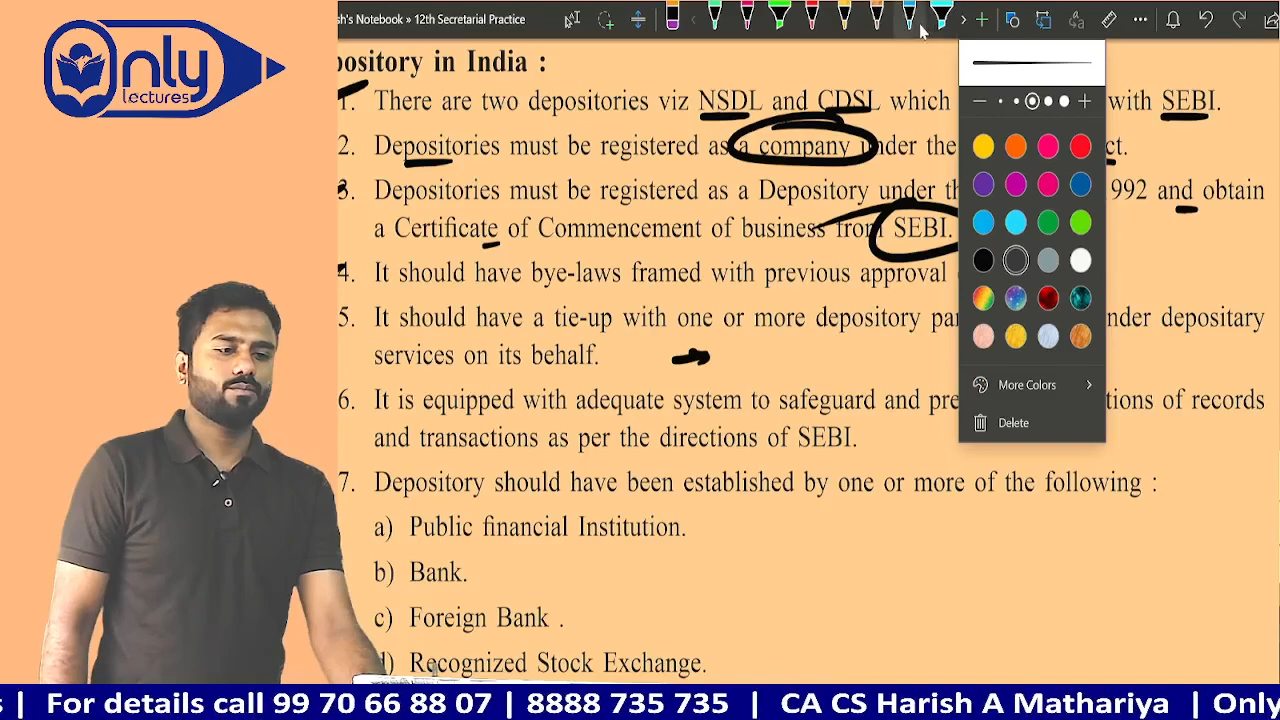 Only
lectures
sh's Notebook ‹ 12th Secretarial Practice
pository in India :
1. There are two depositories viz NSDL and CDSL which with SEBI.
2. Depositories must be registered as a company under the ct.
3. Depositories must be registered as a Depository under th 992 and obtain
a Certificate of Commencement of business from SEBI.
4. It should have bye-laws framed with previous approval
5. It should have a tie-up with one or more depository par nder depositary
services on its behalf.
6. It is equipped with adequate system to safeguard and pre tions of records
and transactions as per the directions of SEBI.
7. Depository should have been established by one or more of the following :
a) Public financial Institution.
b) Bank.
c) Foreign Bank .
d) Recognized Stock Exchange.
More Colors
Delete
s | For details call 99 70 66 88 07 | 8888 735 735 | CA CS Harish A Mathariya | Only